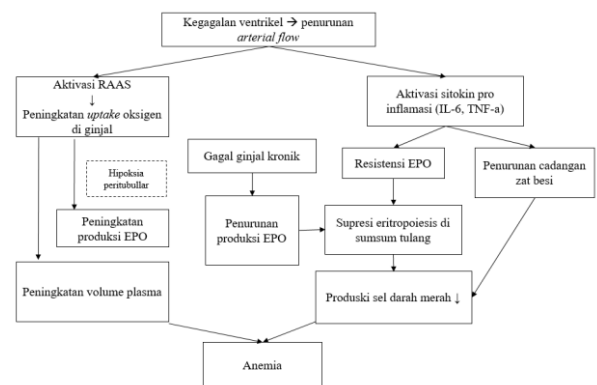 Kegagalan ventrikel → penurunan
arterial flow
Aktivasi RAAS
↓
Peningkatan uptake oksigen
di ginjal
Aktivasi sitokin pro
inflamasi (IL-6, TNF-a)
Hipoksia
peritubullar
Gagal ginjal kronik
Resistensi EPO
Penurunan cadangan
zat besi
Peningkatan
produksi EPO
Penurunan
produksi EPO
Supresi eritropoiesis di
sumsum tulang
Peningkatan volume plasma
Produski sel darah merah ↓
Anemia